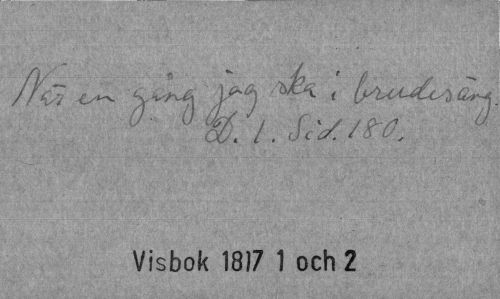 När en gång jag ska i brudesäng.
D. 1. Sid. 180.
Visbok 1817 1 och 2